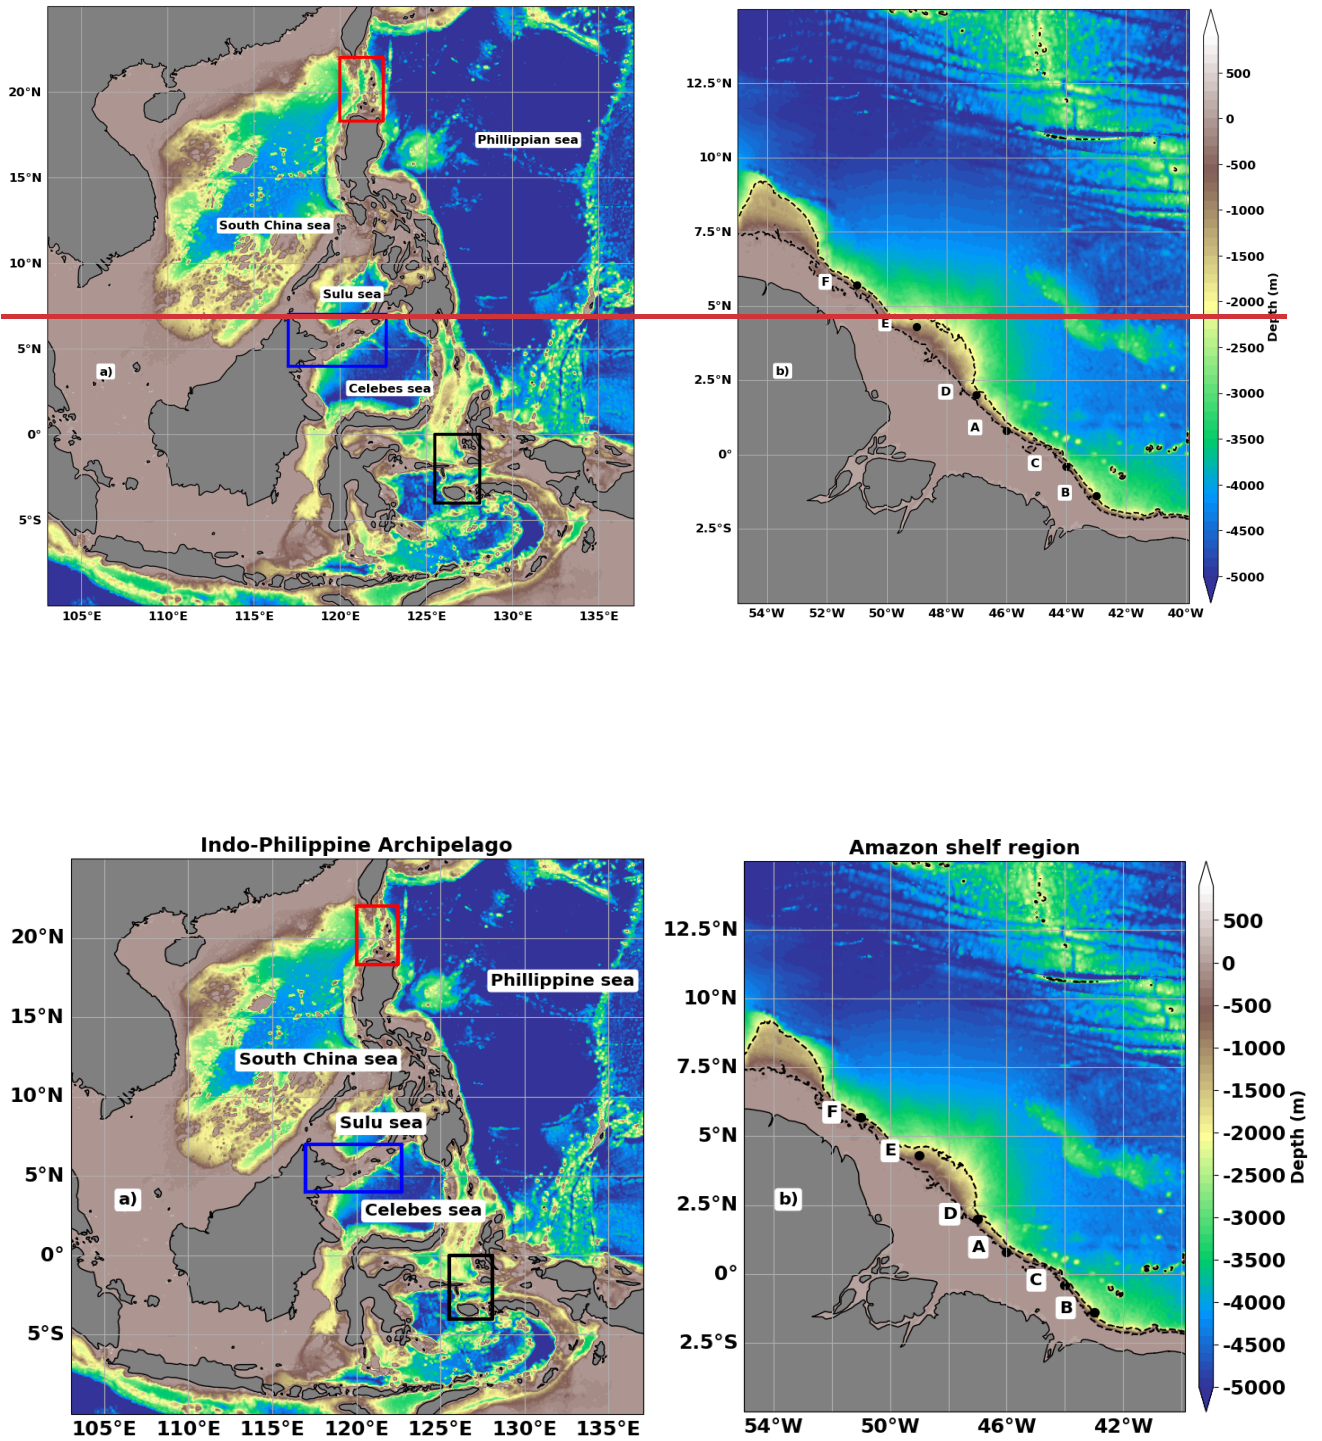 20°N
15°N
10°N
5°N
0°
5°S
105°E 110°E 115°E 120°E 125°E 130°E 135°E
Phillippian sea
South China sea
Sulu sea
Celebes sea
a)
12.5°N
10°N
7.5°N
5°N
2.5°N
0°
2.5°S
54°W 52°W 50°W 48°W 46°W 44°W 42°W 40°W
F
E
D
A
C
B
b)
500
0
-500
-1000
-1500
-2000
-2500
-3000
-3500
-4000
-4500
-5000
Depth (m)
Indo-Philippine Archipelago
20°N
15°N
10°N
5°N
0°
5°S
105°E 110°E 115°E 120°E 125°E 130°E 135°E
Phillippine sea
South China sea
Sulu sea
Celebes sea
a)
Amazon shelf region
12.5°N
10°N
7.5°N
5°N
2.5°N
0°
2.5°S
54°W 50°W 46°W 42°W
F
E
D
A
C
B
b)
500
0
-500
-1000
-1500
-2000
-2500
-3000
-3500
-4000
-4500
-5000
Depth (m)